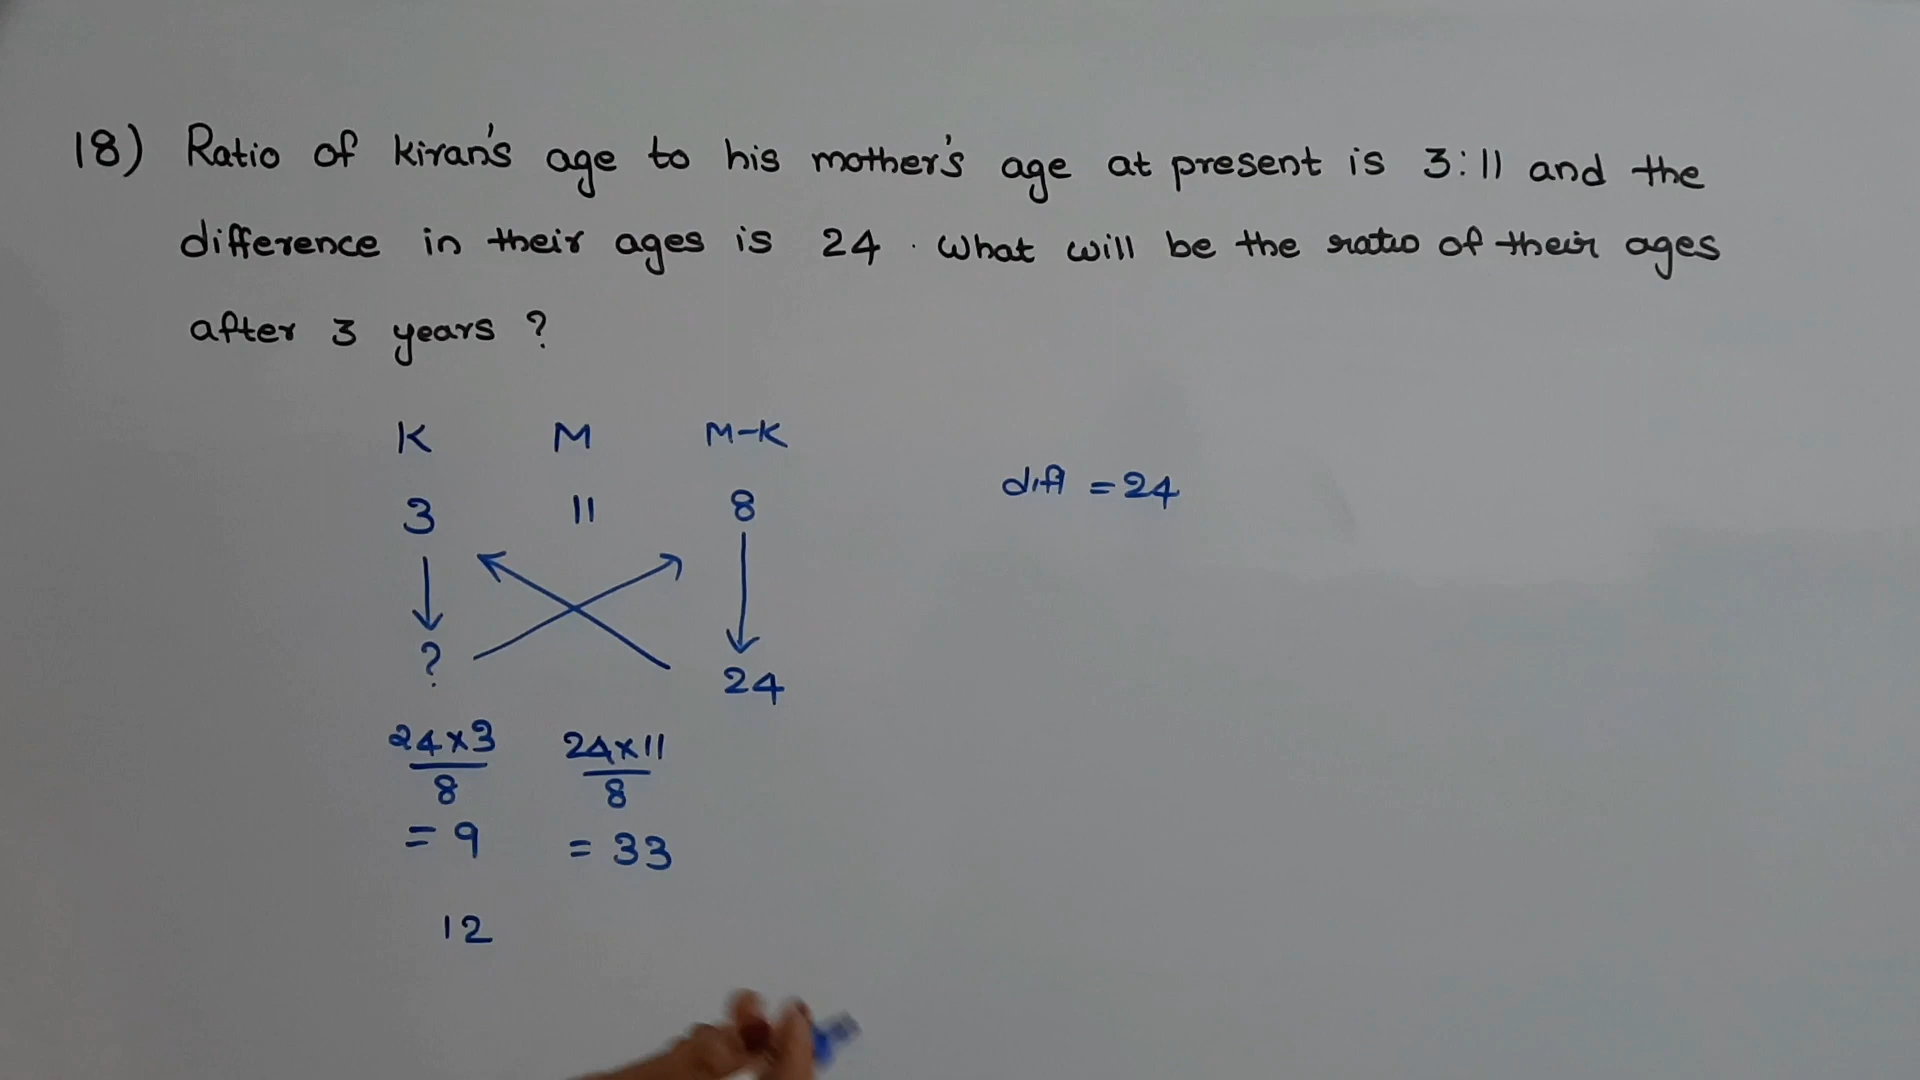 18) Ratio of Kiran's age to his mother's age at present is 3:11 and the
difference in their ages is 24. What will be the ratio of their ages
after 3 years ?
K M M-K
3 11 8
diff = 24
? 24
24×3/8 24×11/8
= 9 = 33
12